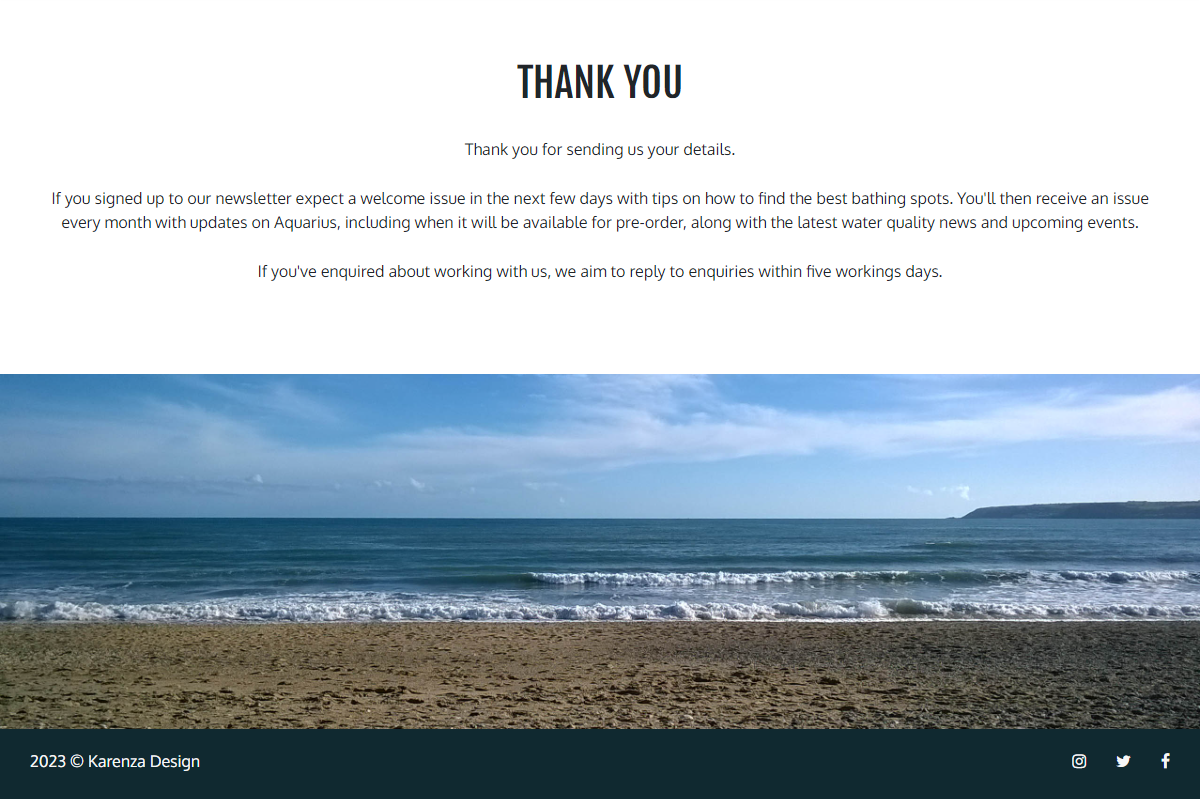 THANK YOU
Thank you for sending us your details.
If you signed up to our newsletter expect a welcome issue in the next few days with tips on how to find the best bathing spots. You'll then receive an issue
every month with updates on Aquarius, including when it will be available for pre-order, along with the latest water quality news and upcoming events.
If you've enquired about working with us, we aim to reply to enquiries within five workings days.
2023 © Karenza Design